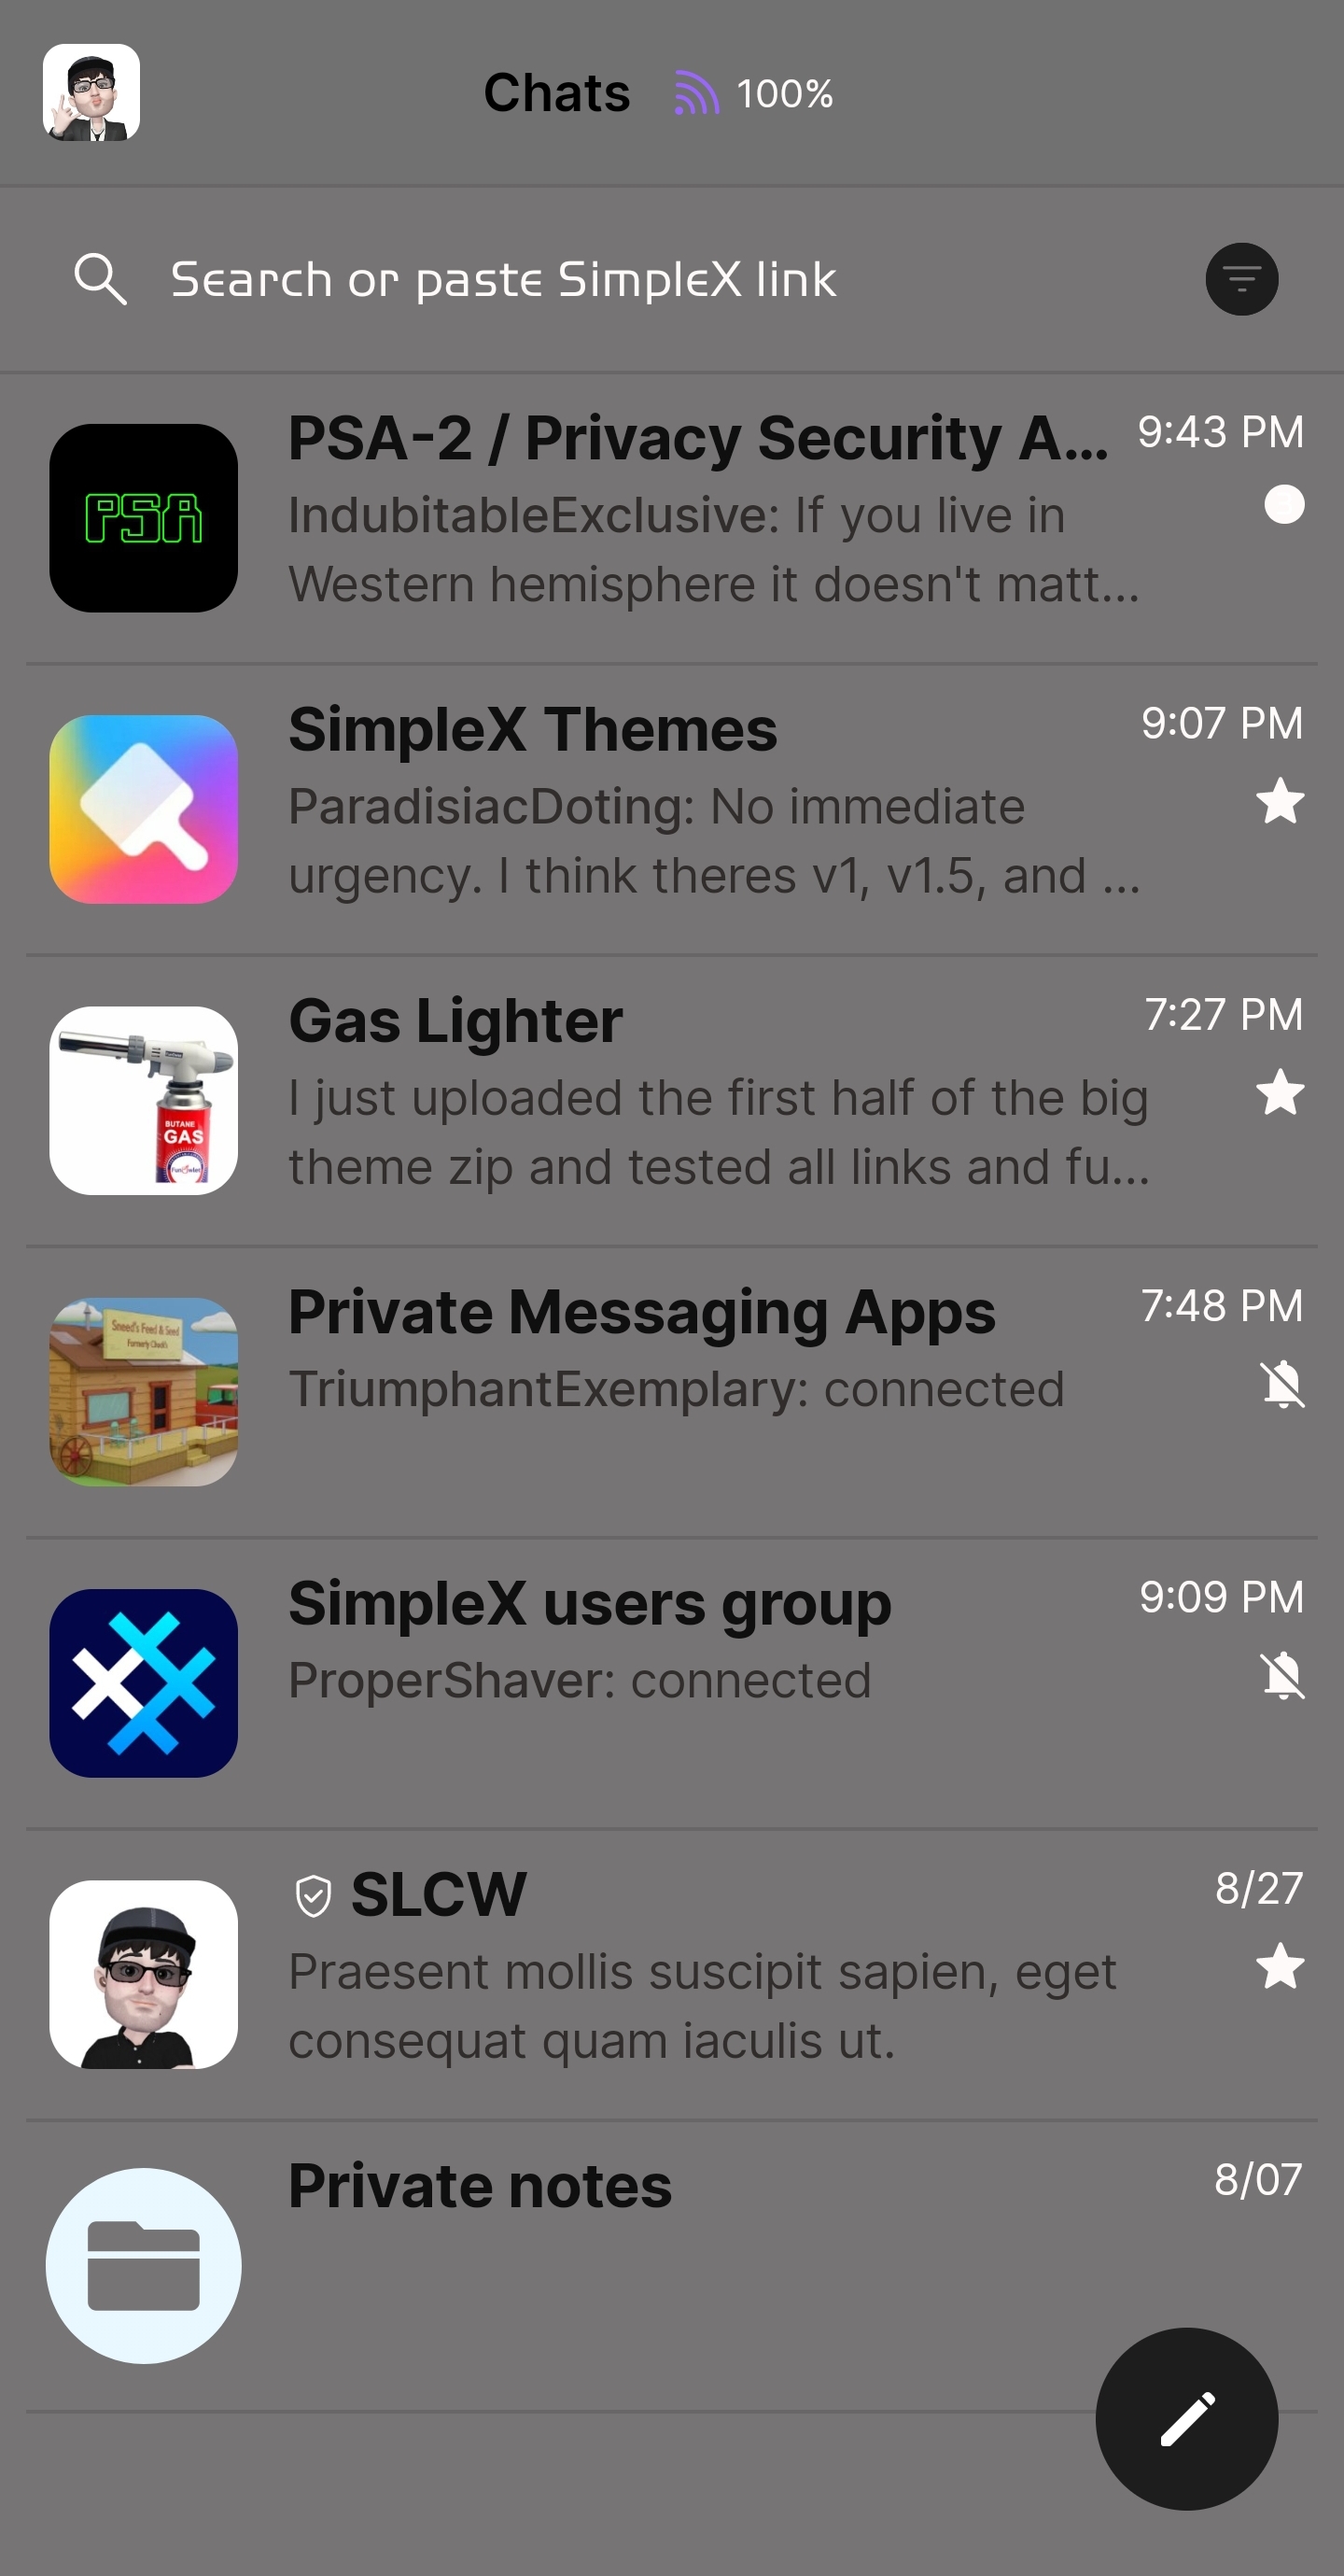 Chats 100%
Search or paste SimpleX link
PSA-2 / Privacy Security A... 9:43 PM
PSA
IndubitableExclusive: If you live in
Western hemisphere it doesn't matt...
SimpleX Themes 9:07 PM
ParadisiacDoting: No immediate
urgency. I think theres v1, v1.5, and ...
Gas Lighter 7:27 PM
I just uploaded the first half of the big
theme zip and tested all links and fu...
BUTANE
GAS
Private Messaging Apps 7:48 PM
Sneed's Feed & Seed
Formerly Chuck's
TriumphantExemplary: connected
SimpleX users group 9:09 PM
ProperShaver: connected
SLCW 8/27
Praesent mollis suscipit sapien, eget
consequat quam iaculis ut.
Private notes 8/07